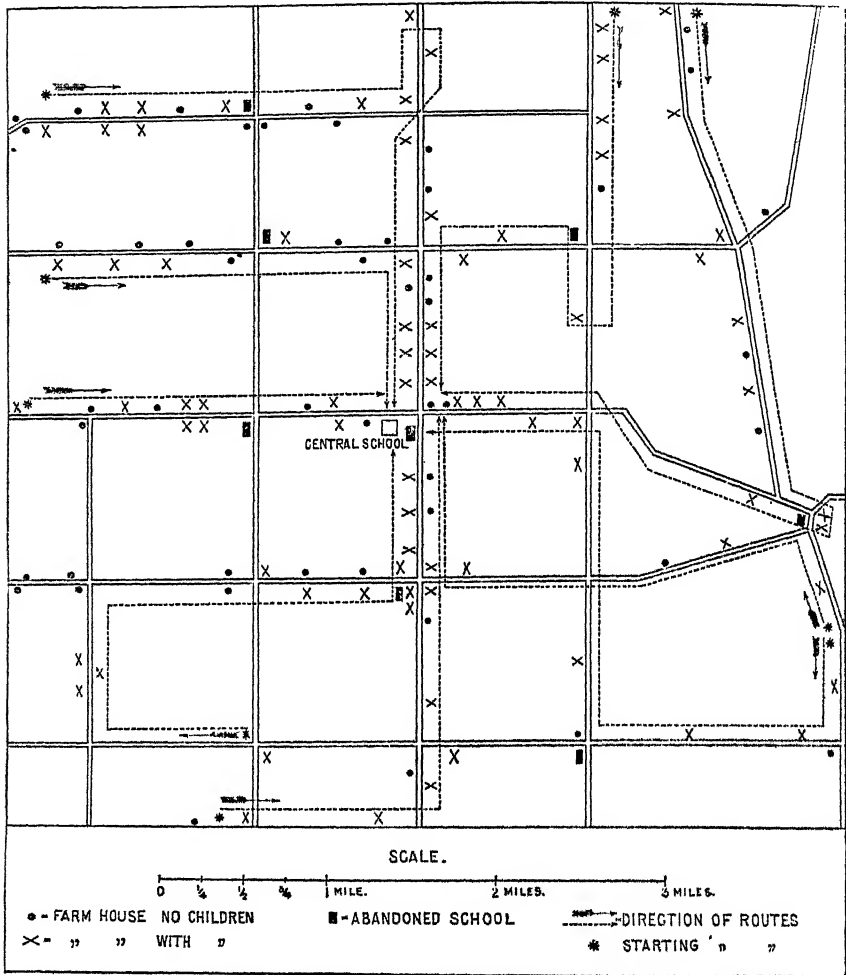 CENTRAL SCHOOL
SCALE.
0 ¼ ½ ¾ 1 MILE. 2 MILES. 3 MILES.
● = FARM HOUSE NO CHILDREN ■ = ABANDONED SCHOOL DIRECTION OF ROUTES
X = " " WITH " * STARTING " "